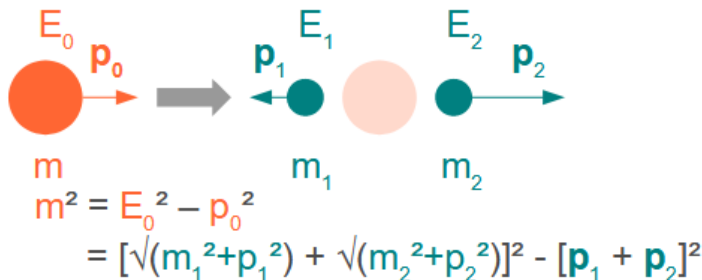 E₀ E₁ E₂
p₀ p₁ p₂
m m₁ m₂
m² = E₀² – p₀²
= [√(m₁²+p₁²) + √(m₂²+p₂²)]² - [p₁ + p₂]²